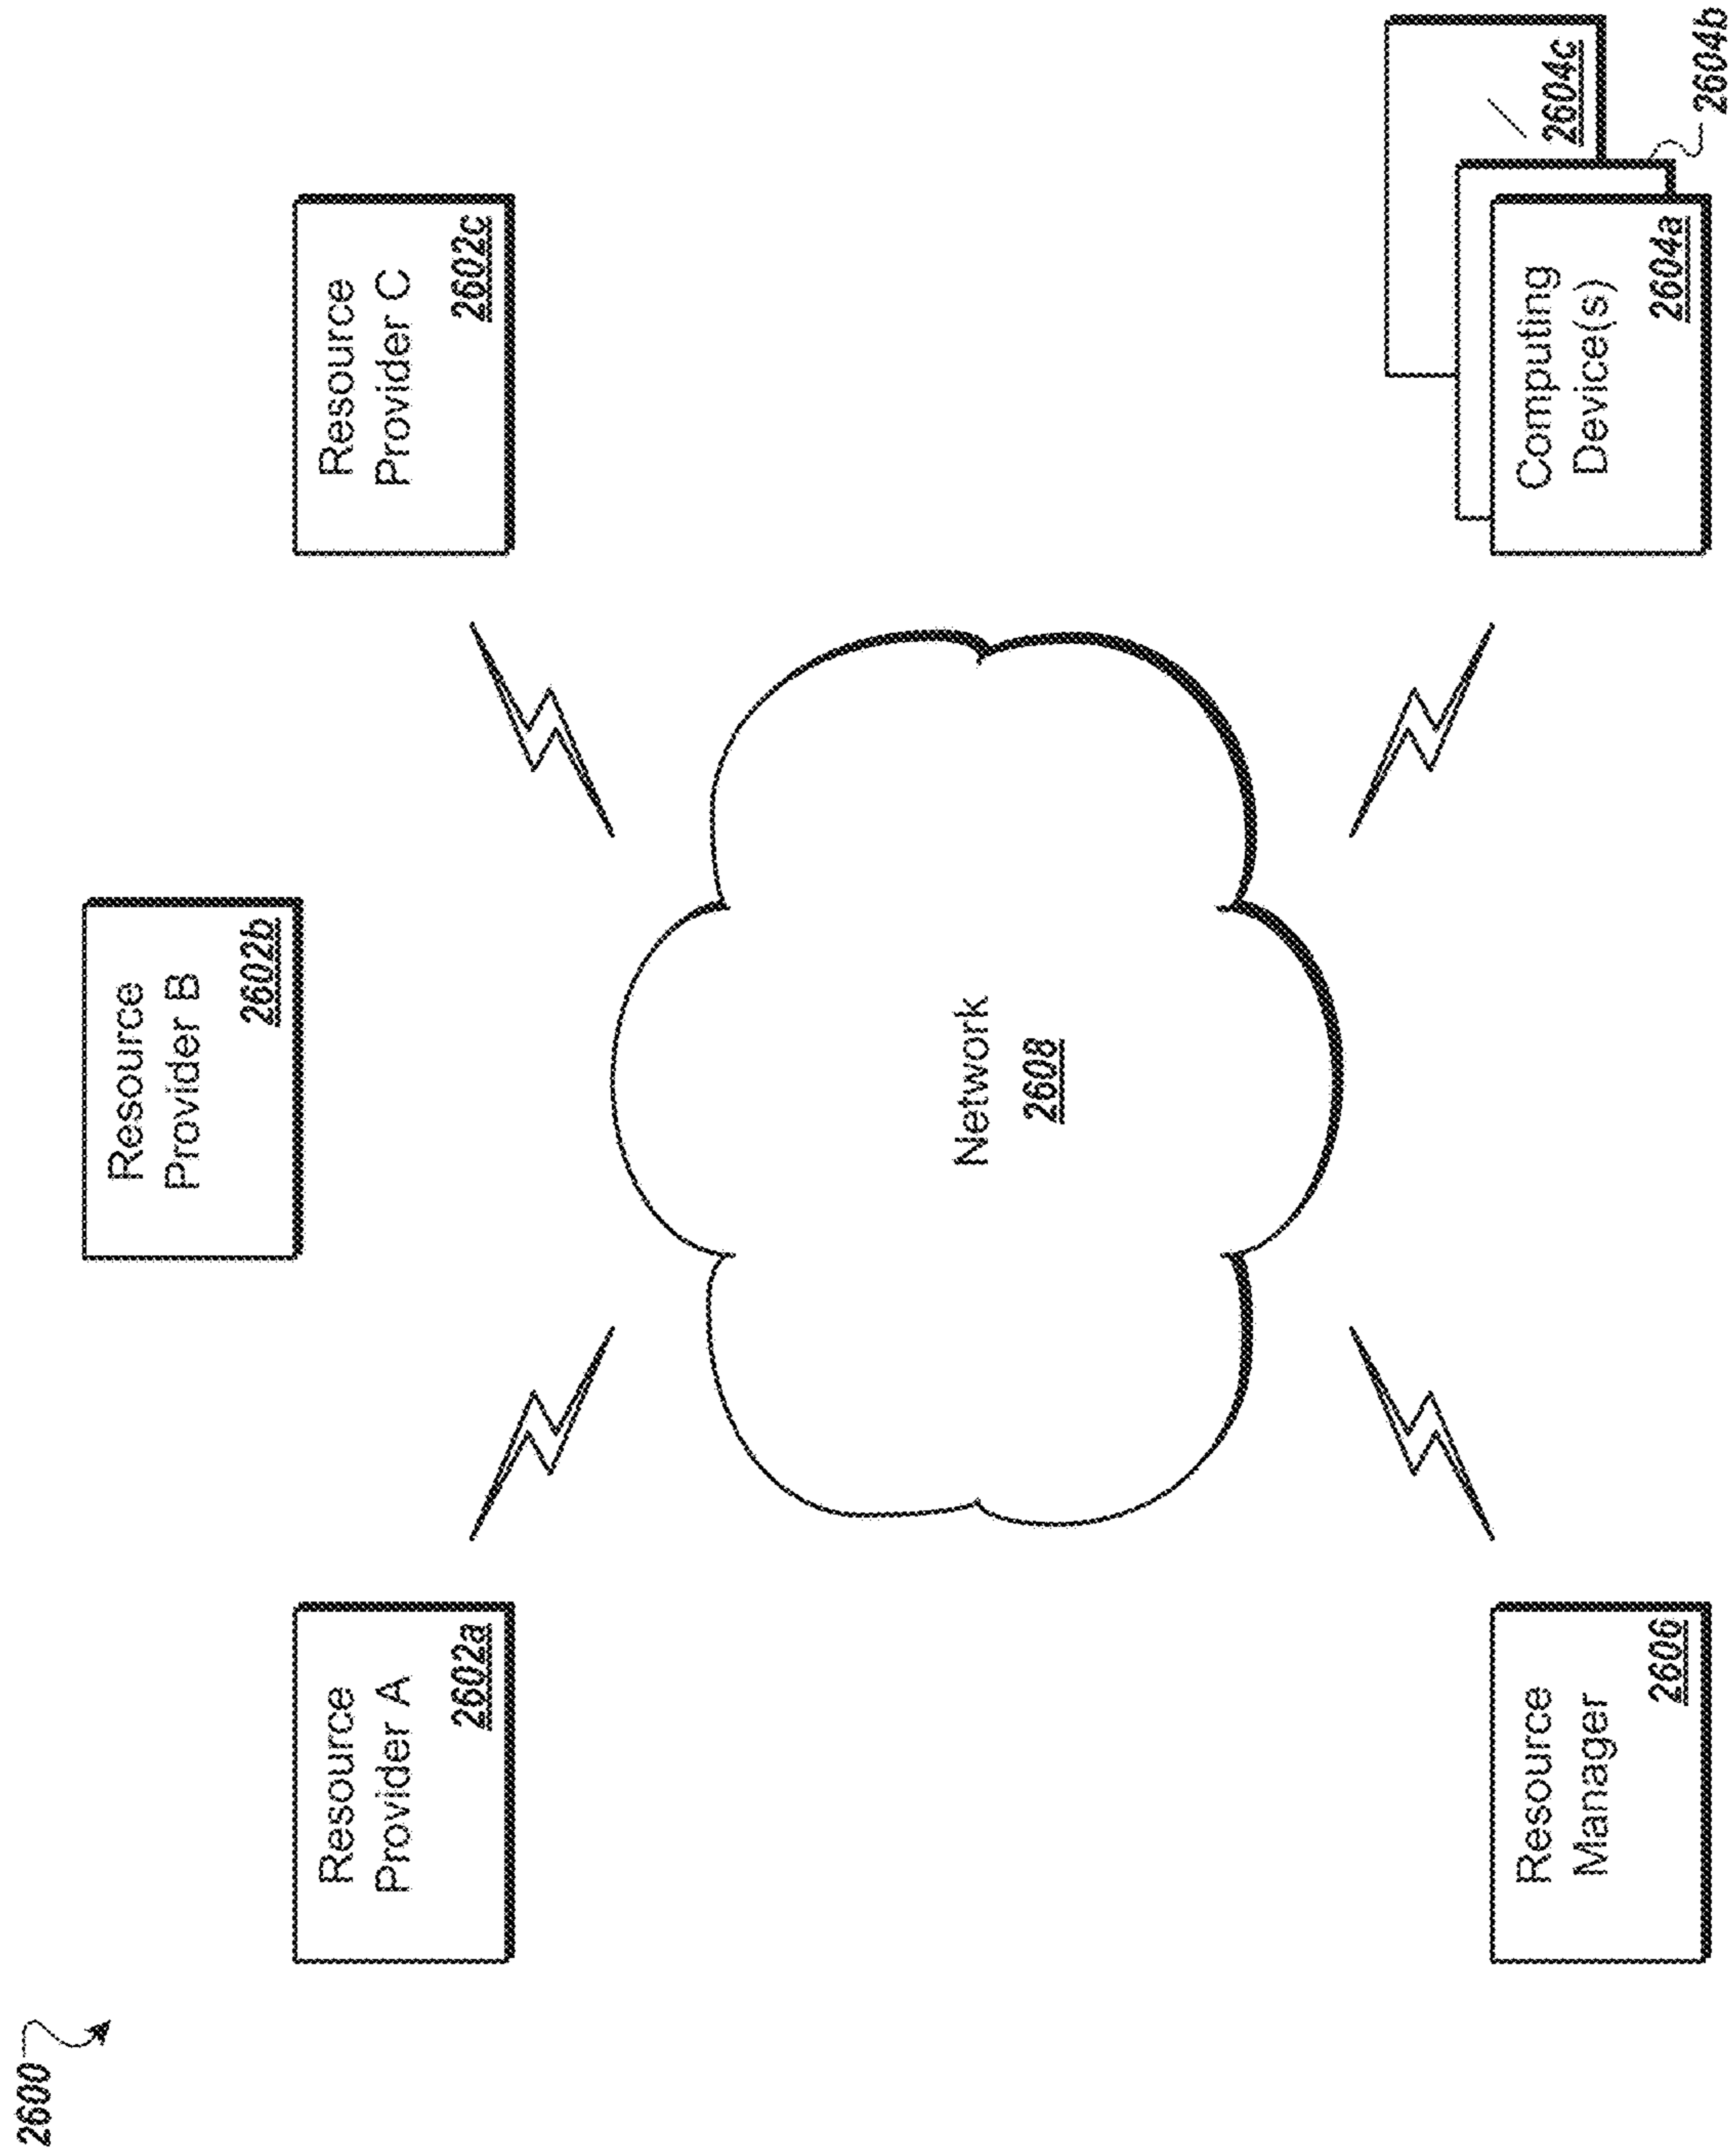 2600
Resource
Provider B
2602b
Resource
Provider A
2602a
Resource
Provider C
2602c
Network
2608
Resource
Manager
2606
2604c
Computing
Device(s)
2604a
2604b